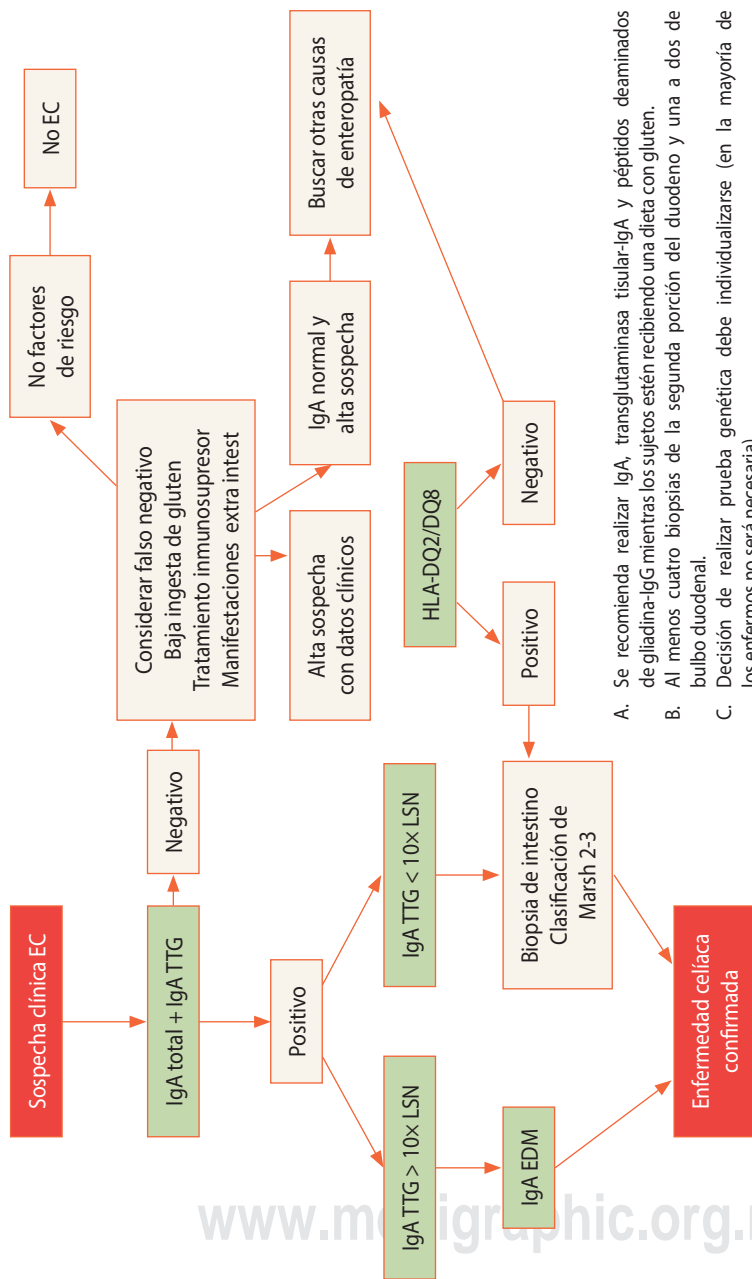 Sospecha clínica EC
IgA total + IgA TTG
Negativo
Positivo
IgA TTG > 10× LSN
IgA TTG < 10× LSN
IgA EDM
Biopsia de intestino
Clasificación de
Marsh 2-3
Enfermedad celíaca
confirmada
Considerar falso negativo
Baja ingesta de gluten
Tratamiento inmunosupresor
Manifestaciones extra intest
No factores
de riesgo
No EC
Alta sospecha
con datos clínicos
IgA normal y
alta sospecha
Buscar otras causas
de enteropatía
HLA-DQ2/DQ8
Positivo
Negativo
A. Se recomienda realizar IgA, transglutaminasa tisular-IgA y péptidos deaminados
de gliadina-IgG mientras los sujetos estén recibiendo una dieta con gluten.
B. Al menos cuatro biopsias de la segunda porción del duodeno y una a dos de
bulbo duodenal.
C. Decisión de realizar prueba genética debe individualizarse (en la mayoría de
los enfermos no será necesaria)